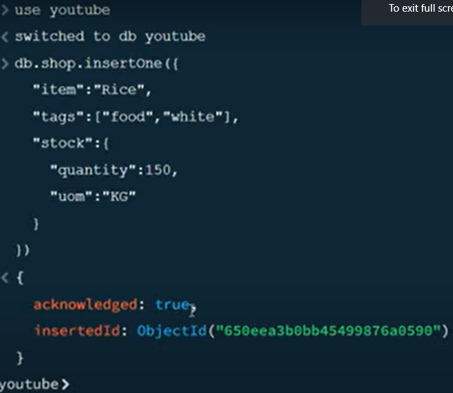 To exit full scre
> use youtube
< switched to db youtube
> db.shop.insertOne({
"item":"Rice",
"tags":["food","white"],
"stock":{
"quantity":150,
"uom":"KG"
}
})
< {
acknowledged: true,
insertedId: ObjectId("650eea3b0bb45499876a0590")
}
youtube>